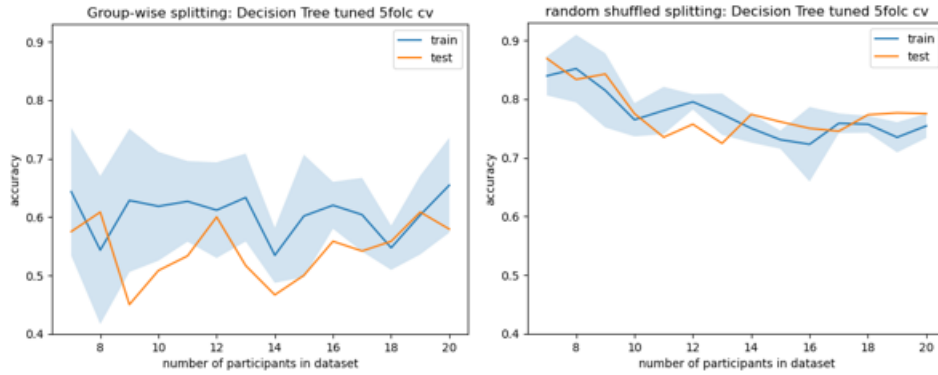 Group-wise splitting: Decision Tree tuned 5folc cv
0.9
0.8
0.7
0.6
0.5
0.4
accuracy
train
test
8
10
12
14
16
18
20
number of participants in dataset
random shuffled splitting: Decision Tree tuned 5folc cv
0.9
0.8
0.7
0.6
0.5
0.4
accuracy
train
test
8
10
12
14
16
18
20
number of participants in dataset